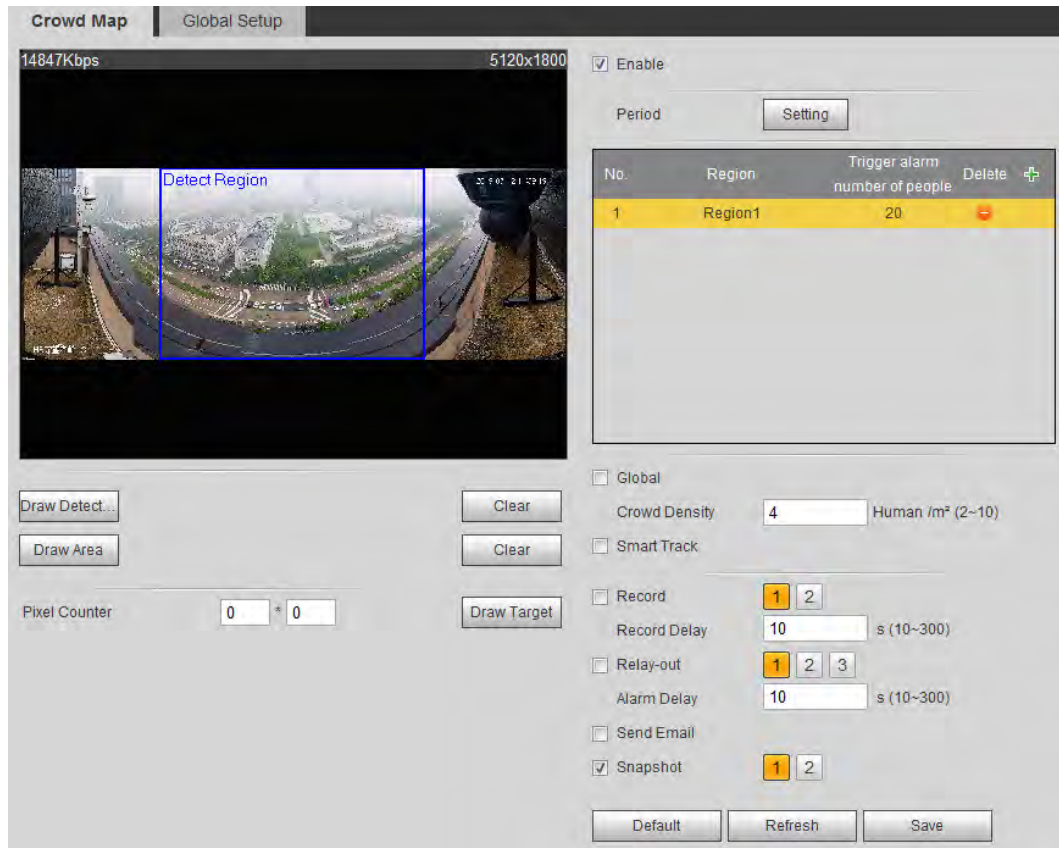 Crowd Map
Global Setup
14847Kbps 5120x1800
Detect Region
Draw Detect... Clear
Draw Area Clear
Pixel Counter 0 * 0 Draw Target
Enable
Period Setting
No. Region Trigger alarm number of people Delete
1 Region1 20
Global
Crowd Density 4 Human /m² (2~10)
Smart Track
Record 1 2
Record Delay 10 s (10~300)
Relay-out 1 2 3
Alarm Delay 10 s (10~300)
Send Email
Snapshot 1 2
Default Refresh Save